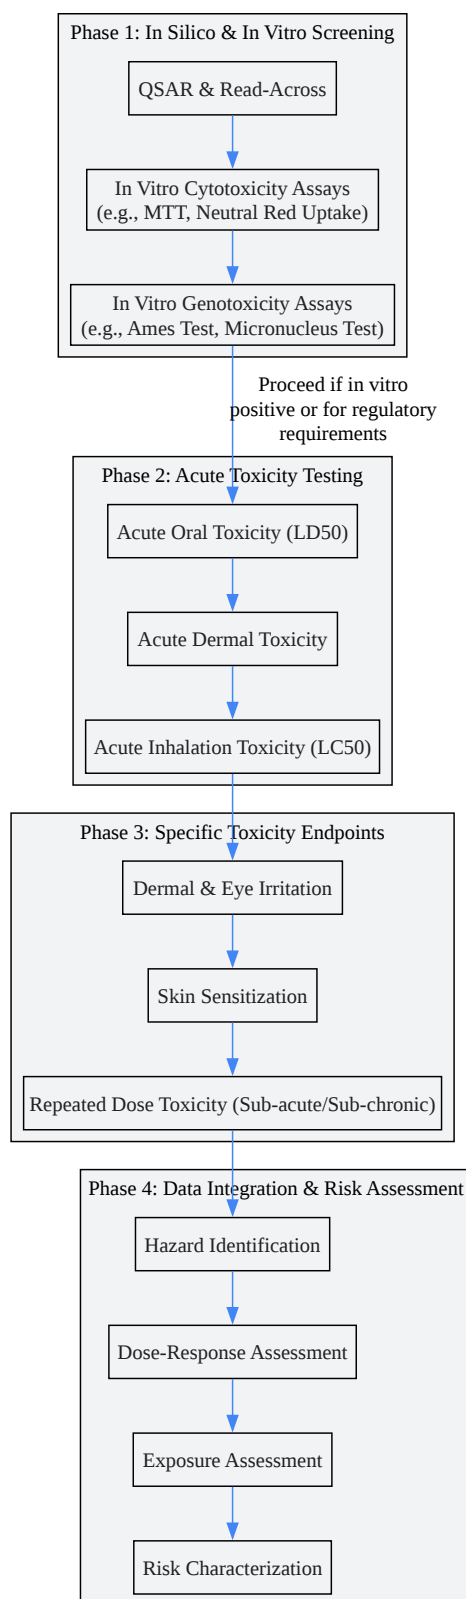 Phase 1: In Silico & In Vitro Screening
QSAR & Read-Across
In Vitro Cytotoxicity Assays
(e.g., MTT, Neutral Red Uptake)
In Vitro Genotoxicity Assays
(e.g., Ames Test, Micronucleus Test)
Proceed if in vitro
positive or for regulatory
requirements
Phase 2: Acute Toxicity Testing
Acute Oral Toxicity (LD50)
Acute Dermal Toxicity
Acute Inhalation Toxicity (LC50)
Phase 3: Specific Toxicity Endpoints
Dermal & Eye Irritation
Skin Sensitization
Repeated Dose Toxicity (Sub-acute/Sub-chronic)
Phase 4: Data Integration & Risk Assessment
Hazard Identification
Dose-Response Assessment
Exposure Assessment
Risk Characterization